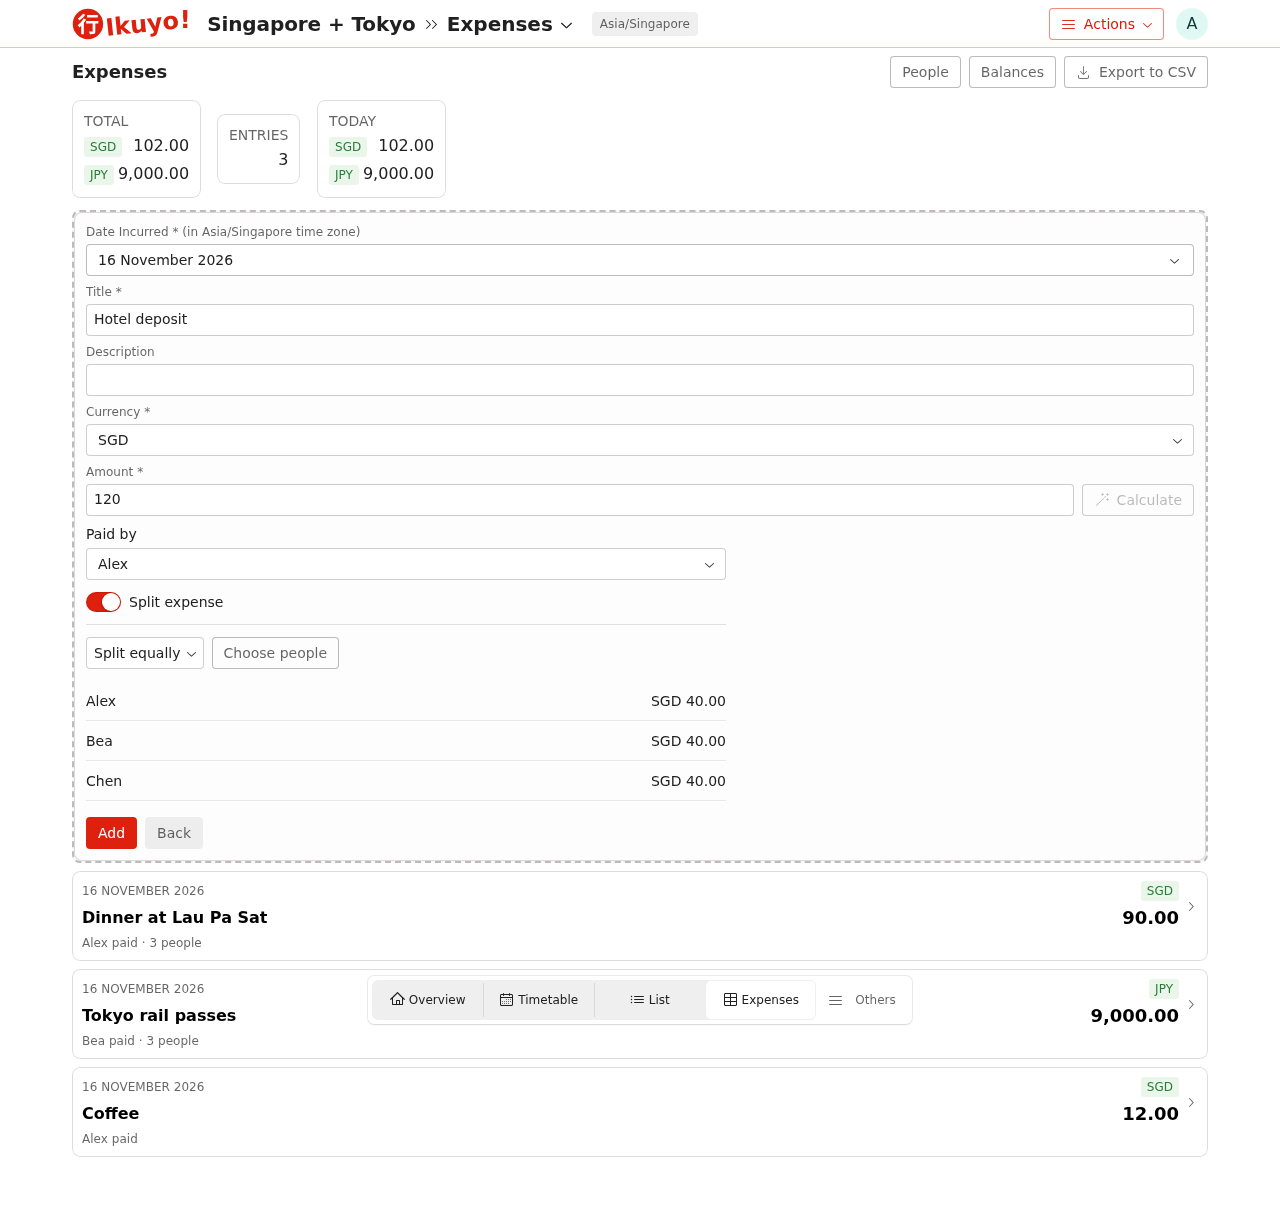 行 Ikuyo! Singapore + Tokyo Expenses Asia/Singapore Actions A
Expenses People Balances Export to CSV
TOTAL
SGD 102.00
JPY 9,000.00
ENTRIES
3
TODAY
SGD 102.00
JPY 9,000.00
Date Incurred * (in Asia/Singapore time zone)
16 November 2026
Title *
Hotel deposit
Description
Currency *
SGD
Amount *
120 Calculate
Paid by
Alex
Split expense
Split equally Choose people
Alex SGD 40.00
Bea SGD 40.00
Chen SGD 40.00
Add Back
16 NOVEMBER 2026 SGD
Dinner at Lau Pa Sat 90.00
Alex paid · 3 people
16 NOVEMBER 2026 JPY
Tokyo rail passes 9,000.00
Bea paid · 3 people
Overview Timetable List Expenses Others
16 NOVEMBER 2026 SGD
Coffee 12.00
Alex paid